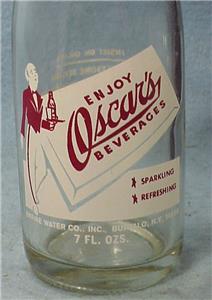 ENJOY
Oscar's
BEVERAGES
SPARKLING
REFRESHING
WATER CO., INC., BUFFALO, N.Y.
7 FL. OZS.